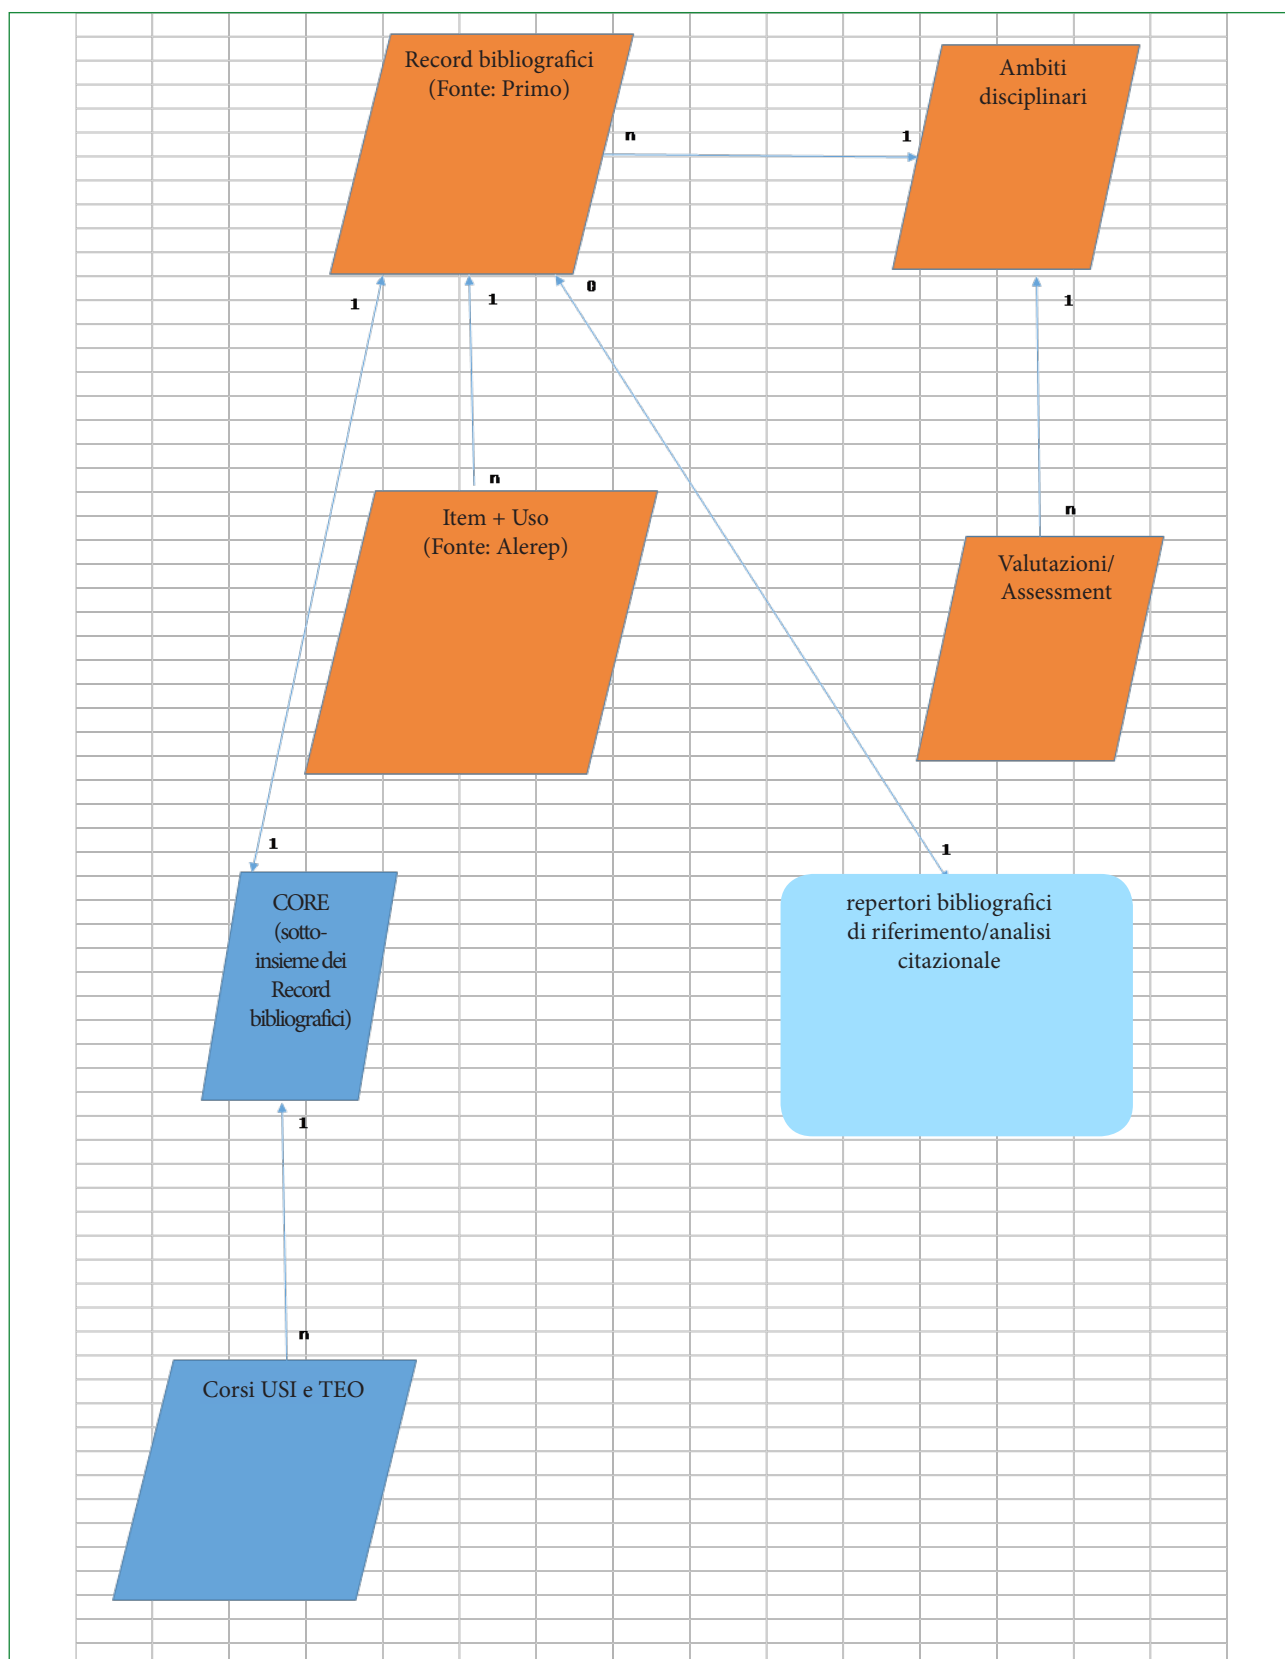 Record bibliografici
(Fonte: Primo)
Ambiti
disciplinari
n
1
1
1
0
1
n
n
Item + Uso
(Fonte: Alerep)
Valutazioni/
Assessment
1
1
CORE
(sotto-
insieme dei
Record
bibliografici)
repertori bibliografici
di riferimento/analisi
citazionale
1
n
Corsi USI e TEO